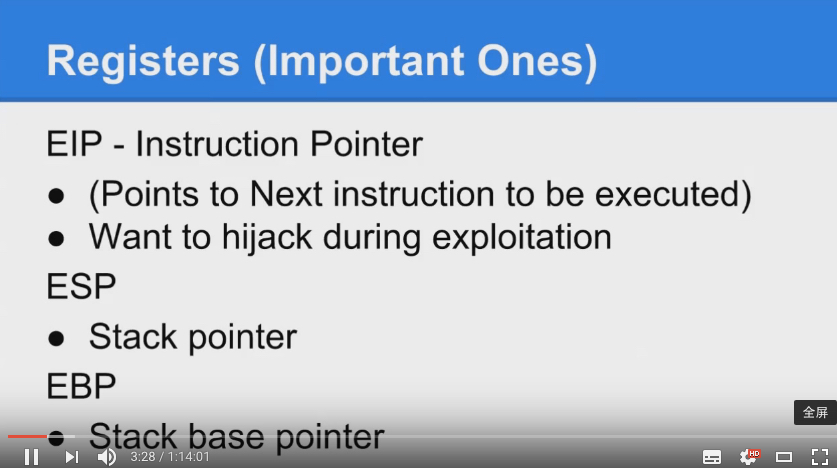 Registers (Important Ones)
EIP - Instruction Pointer
● (Points to Next instruction to be executed)
● Want to hijack during exploitation
ESP
● Stack pointer
EBP
● Stack base pointer
全屏
3:28 / 1:14:01
HD